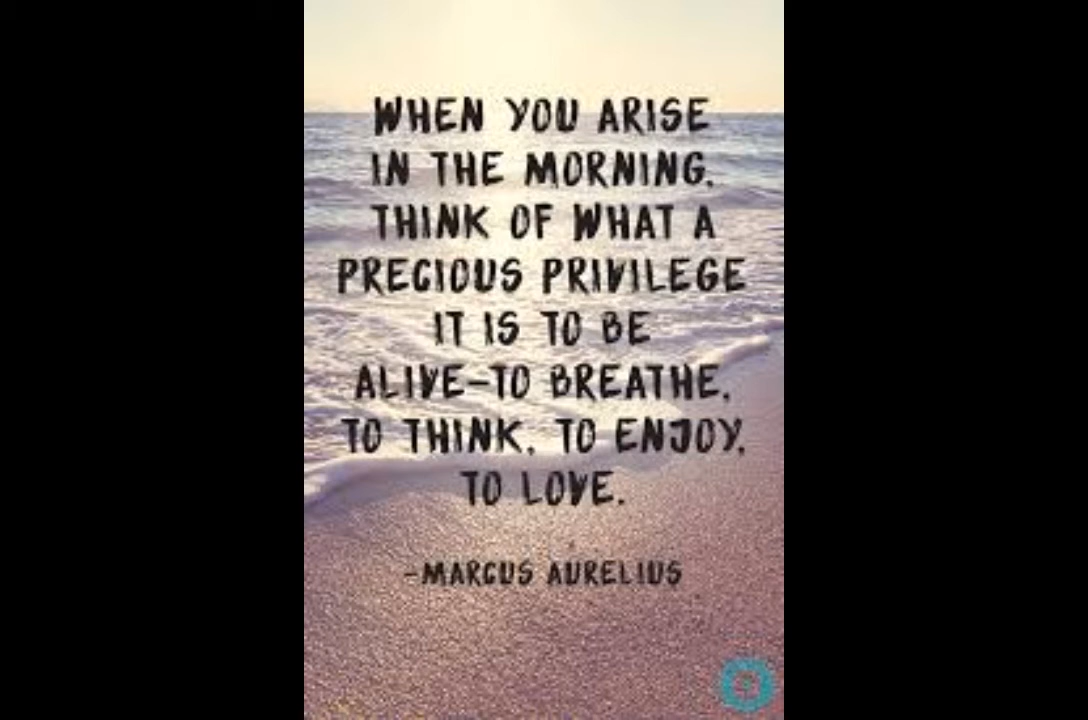 WHEN YOU ARISE
IN THE MORNING,
THINK OF WHAT A
PRECIOUS PRIVILEGE
IT IS TO BE
ALIVE–TO BREATHE,
TO THINK, TO ENJOY,
TO LOVE.
-MARCUS AURELIUS